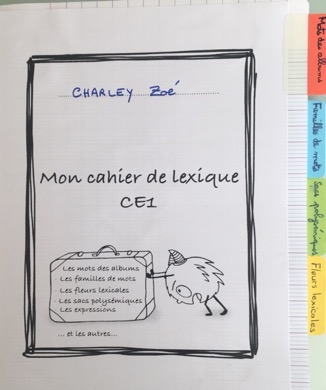 CHARLEY Zoé
Mon cahier de lexique
CE1
Les mots des albums
Les familles de mots
Les fleurs lexicales
Les sacs polysémiques
Les expressions
... et les autres...
Mots des albums
Familles de mots
Sacs polysémiques
Fleurs lexicales